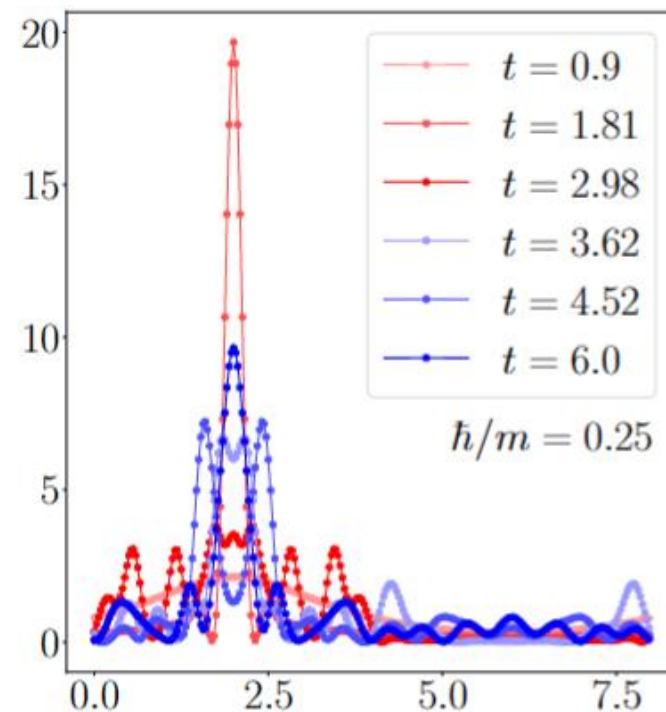 20
15
10
5
0
0.0 2.5 5.0 7.5
t = 0.9
t = 1.81
t = 2.98
t = 3.62
t = 4.52
t = 6.0
ħ/m = 0.25